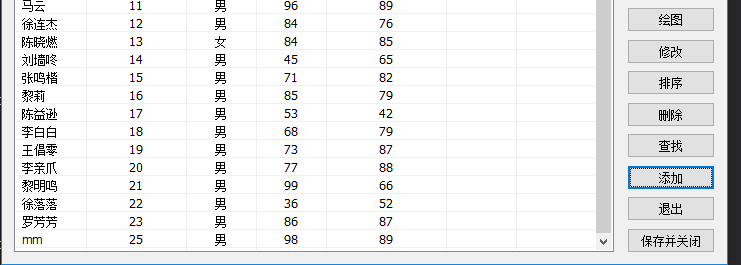 马云 11 男 96 89
绘图
徐连杰 12 男 84 76
陈晓燃 13 女 84 85
修改
刘墙咚 14 男 45 65
张鸣楷 15 男 71 82
排序
黎莉 16 男 85 79
陈益逊 17 男 53 42
删除
李白白 18 男 68 79
王倡零 19 男 73 87
查找
李亲爪 20 男 77 88
黎明鸣 21 男 99 66
添加
徐落落 22 男 36 52
罗芳芳 23 男 86 87
退出
mm 25 男 98 89
保存并关闭